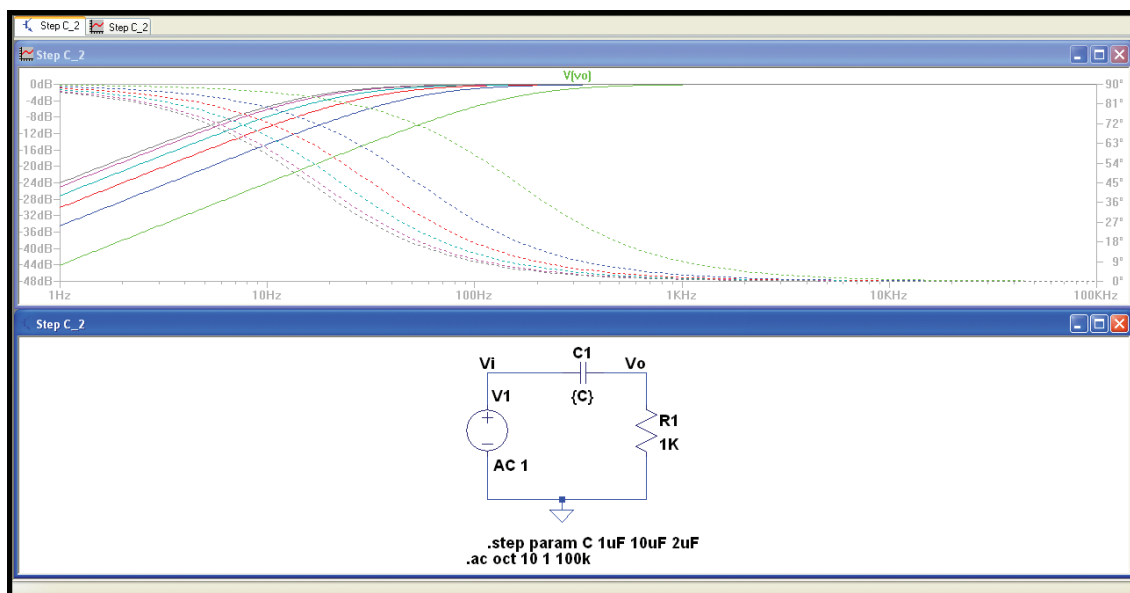 Step C_2 Step C_2
Step C_2
V(vo)
0dB 90°
-4dB 81°
-8dB 72°
-12dB 63°
-16dB 54°
-20dB
-24dB 45°
-28dB 36°
-32dB 27°
-36dB
-40dB 18°
-44dB 9°
-48dB 0°
1Hz 10Hz 100Hz 1KHz 10KHz 100KHz
Step C_2
C1
Vi Vo
V1 {C}
R1
1K
AC 1
.step param C 1uF 10uF 2uF
.ac oct 10 1 100k